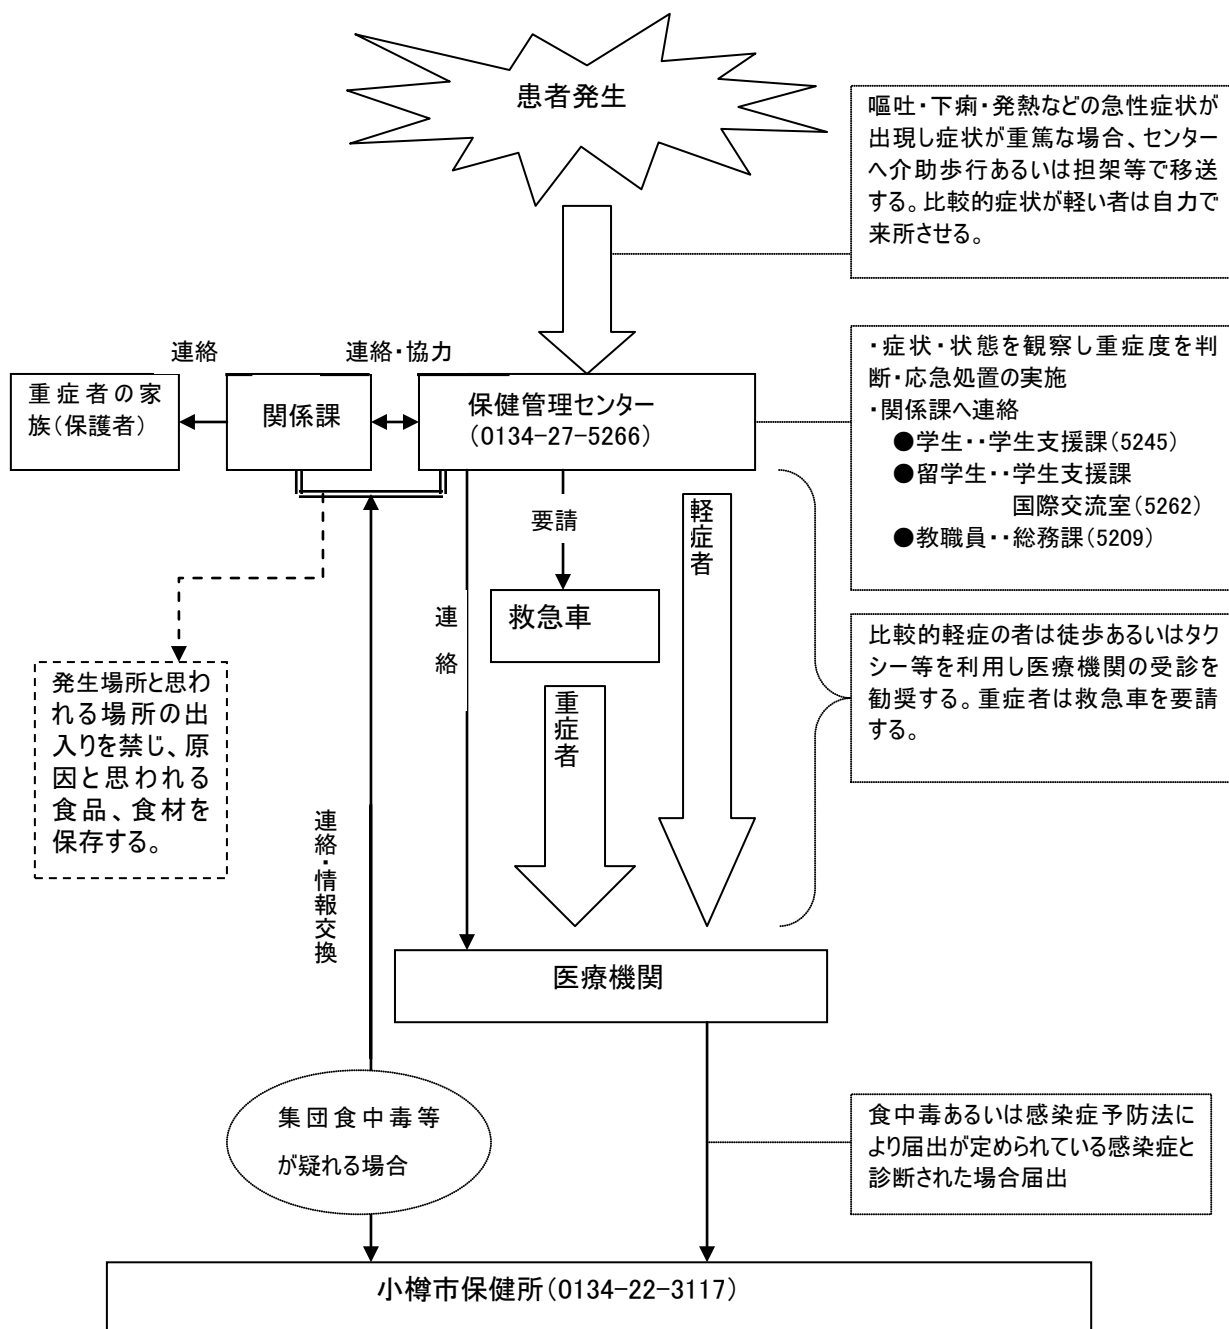 患者発生
嘔吐・下痢・発熱などの急性症状が
出現し症状が重篤な場合、センター
へ介助歩行あるいは担架等で移送
する。比較的症状が軽い者は自力で
来所させる。
連絡
連絡・協力
重症者の家
族(保護者)
関係課
保健管理センター
(0134-27-5266)
・症状・状態を観察し重症度を判
断・応急処置の実施
・関係課へ連絡
●学生・・学生支援課(5245)
●留学生・・学生支援課
国際交流室(5262)
●教職員・・総務課(5209)
要請
軽症者
救急車
連絡
重症者
比較的軽症の者は徒歩あるいはタク
シー等を利用し医療機関の受診を
勧奨する。重症者は救急車を要請
する。
発生場所と思わ
れる場所の出
入りを禁じ、原
因と思われる
食品、食材を
保存する。
連絡・情報交換
医療機関
集団食中毒等
が疑れる場合
食中毒あるいは感染症予防法に
より届出が定められている感染症と
診断された場合届出
小樽市保健所(0134-22-3117)